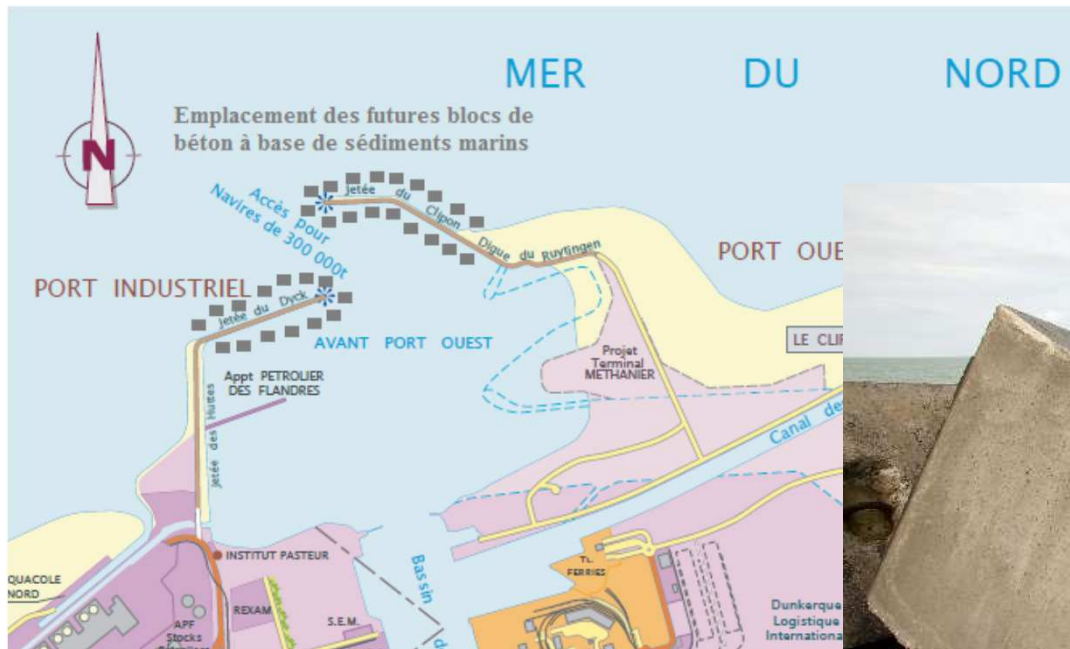 MER DU NORD
Emplacement des futures blocs de
béton à base de sédiments marins
N
Accès pour
Navires de 300 000t
Jetée du Clipon
Digue du Ruytingen
PORT OUE
PORT INDUSTRIEL
Jetée du Dyck
AVANT PORT OUEST
LE CLIP
Projet
Terminal
METHANIER
Appt PETROLIER
DES FLANDRES
Jetée des Huttes
Canal des
INSTITUT PASTEUR
Bassin
QUACOLE
NORD
REXAM
S.E.M.
APF
Stocks
FERRIES
Dunkerque
Logistique
Internationa